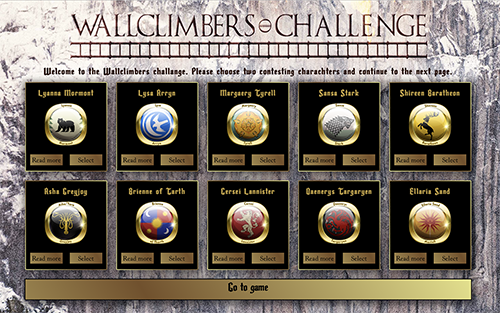 WALLCLIMBERS CHALLENGE
Welcome to the Wallclimbers challange. Please choose two contesting charachters and continue to the next page.
Lyanna Mormont Lysa Arryn Margaery Tyrell Sansa Stark Shireen Baratheon
Read more Select Read more Select Read more Select Read more Select Read more Select
Asha Greyjoy Brienne of Tarth Cersei Lannister Daenerys Targaryen Ellaria Sand
Read more Select Read more Select Read more Select Read more Select Read more Select
Go to game